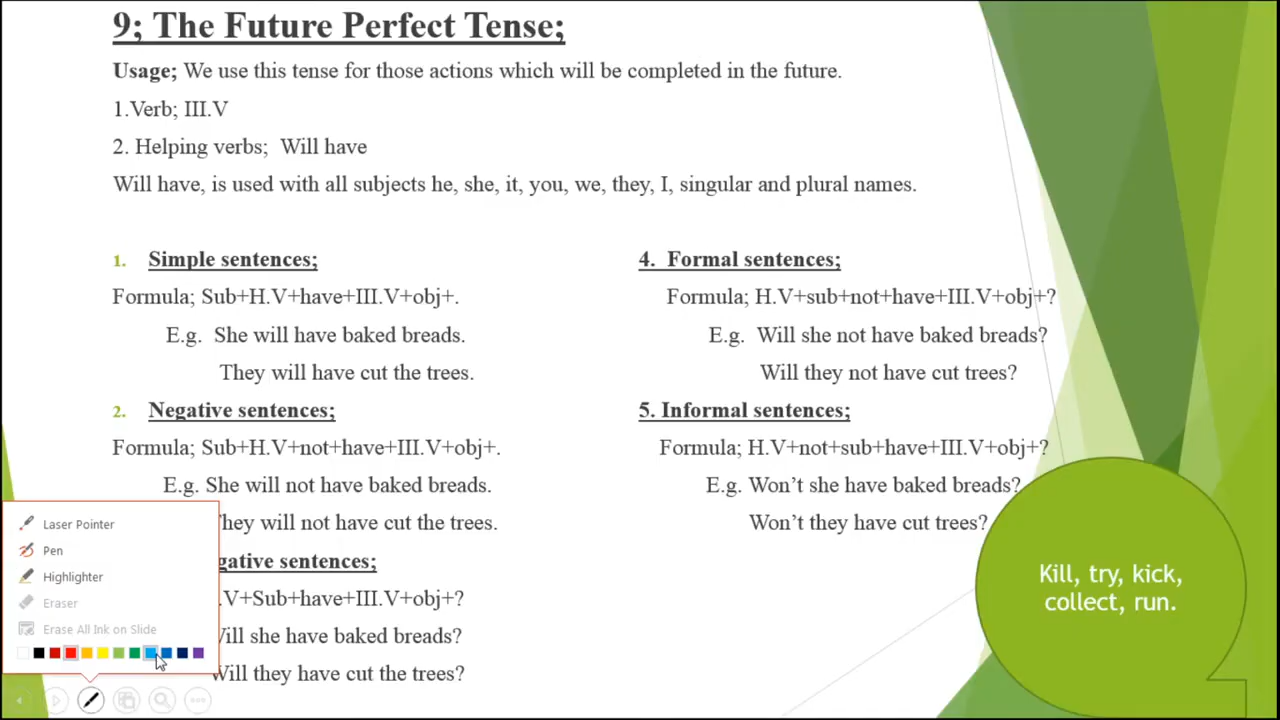 9; The Future Perfect Tense;
Usage; We use this tense for those actions which will be completed in the future.
1.Verb; III.V
2. Helping verbs; Will have
Will have, is used with all subjects he, she, it, you, we, they, I, singular and plural names.
1. Simple sentences;
Formula; Sub+H.V+have+III.V+obj+.
E.g. She will have baked breads.
They will have cut the trees.
2. Negative sentences;
Formula; Sub+H.V+not+have+III.V+obj+.
E.g. She will not have baked breads.
They will not have cut the trees.
gative sentences;
.V+Sub+have+III.V+obj+?
Will she have baked breads?
Will they have cut the trees?
4. Formal sentences;
Formula; H.V+sub+not+have+III.V+obj+?
E.g. Will she not have baked breads?
Will they not have cut trees?
5. Informal sentences;
Formula; H.V+not+sub+have+III.V+obj+?
E.g. Won't she have baked breads?
Won't they have cut trees?
Kill, try, kick,
collect, run.
Laser Pointer
Pen
Highlighter
Eraser
Erase All Ink on Slide